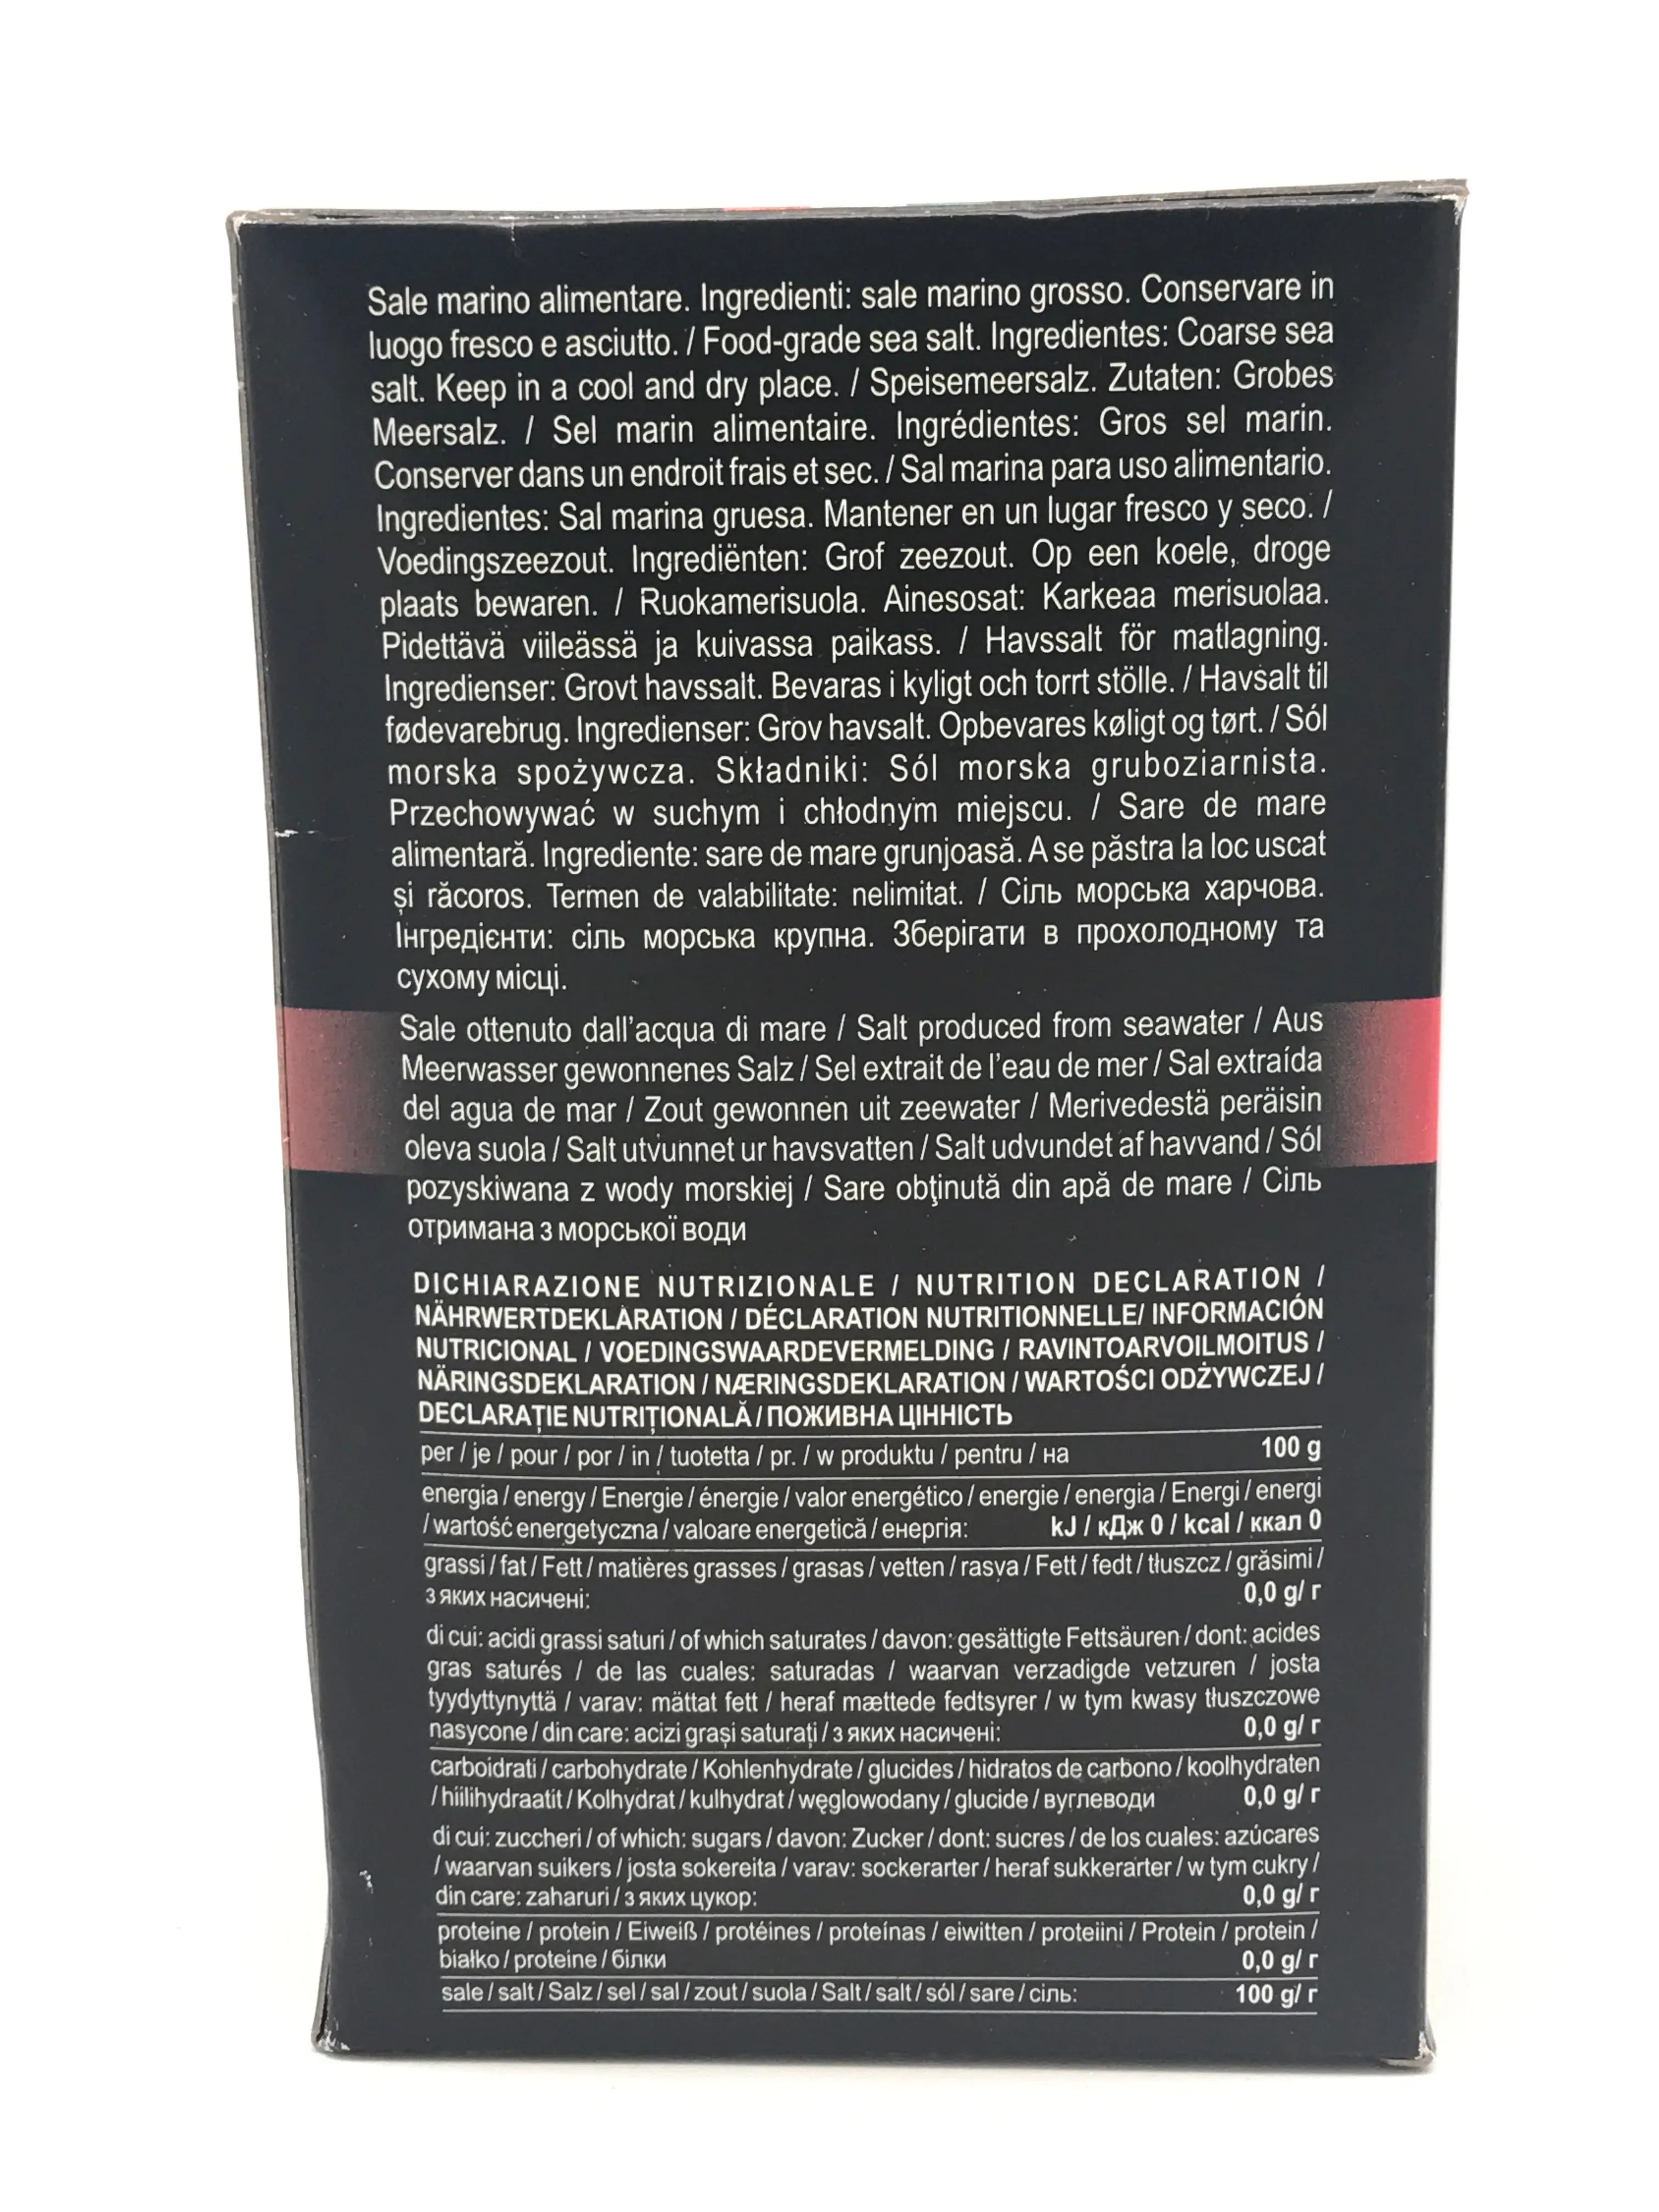 Sale marino alimentare. Ingredienti: sale marino grosso. Conservare in
luogo fresco e asciutto. / Food-grade sea salt. Ingredientes: Coarse sea
salt. Keep in a cool and dry place. / Speisemeersalz. Zutaten: Grobes
Meersalz. / Sel marin alimentaire. Ingrédientes: Gros sel marin.
Conserver dans un endroit frais et sec. / Sal marina para uso alimentario.
Ingredientes: Sal marina gruesa. Mantener en un lugar fresco y seco. /
Voedingszeezout. Ingrediënten: Grof zeezout. Op een koele, droge
plaats bewaren. / Ruokamerisuola. Ainesosat: Karkeaa merisuolaa.
Pidettävä viileässä ja kuivassa paikass. / Havssalt för matlagning.
Ingredienser: Grovt havssalt. Bevaras i kyligt och torrt stölle. / Havsalt til
fødevarebrug. Ingredienser: Grov havsalt. Opbevares køligt og tørt. / Sól
morska spożywcza. Składniki: Sól morska gruboziarnista.
Przechowywać w suchym i chłodnym miejscu. / Sare de mare
alimentară. Ingrediente: sare de mare grunjoasă. A se păstra la loc uscat
și răcoros. Termen de valabilitate: nelimitat. / Сіль морська харчова.
Інгредієнти: сіль морська крупна. Зберігати в прохолодному та
сухому місці.
Sale ottenuto dall'acqua di mare / Salt produced from seawater / Aus
Meerwasser gewonnenes Salz / Sel extrait de l'eau de mer / Sal extraída
del agua de mar / Zout gewonnen uit zeewater / Merivedestä peräisin
oleva suola / Salt utvunnet ur havsvatten / Salt udvundet af havvand / Sól
pozyskiwana z wody morskiej / Sare obţinută din apă de mare / Сіль
отримана з морської води
DICHIARAZIONE NUTRIZIONALE / NUTRITION DECLARATION /
NÄHRWERTDEKLARATION / DÉCLARATION NUTRITIONNELLE/ INFORMACIÓN
NUTRICIONAL / VOEDINGSWAARDEVERMELDING / RAVINTOARVOILMOITUS /
NÄRINGSDEKLARATION / NÆRINGSDEKLARATION / WARTOŚCI ODŻYWCZEJ /
DECLARAȚIE NUTRIȚIONALĂ / ПОЖИВНА ЦІННІСТЬ
per / je / pour / por / in / tuotetta / pr. / w produktu / pentru / на 100 g
energia / energy / Energie / énergie / valor energético / energie / energia / Energi / energi
/ wartość energetyczna / valoare energetică / енергія: kJ / кДж 0 / kcal / ккал 0
grassi / fat / Fett / matières grasses / grasas / vetten / rasva / Fett / fedt / tłuszcz / grăsimi /
з яких насичені: 0,0 g/ г
di cui: acidi grassi saturi / of which saturates / davon: gesättigte Fettsäuren / dont: acides
gras saturés / de las cuales: saturadas / waarvan verzadigde vetzuren / josta
tyydyttynyttä / varav: mättat fett / heraf mættede fedtsyrer / w tym kwasy tłuszczowe
nasycone / din care: acizi grași saturați / з яких насичені: 0,0 g/ г
carboidrati / carbohydrate / Kohlenhydrate / glucides / hidratos de carbono / koolhydraten
/ hiilihydraatit / Kolhydrat / kulhydrat / węglowodany / glucide / вуглеводи 0,0 g/ г
di cui: zuccheri / of which: sugars / davon: Zucker / dont: sucres / de los cuales: azúcares
/ waarvan suikers / josta sokereita / varav: sockerarter / heraf sukkerarter / w tym cukry /
din care: zaharuri / з яких цукор: 0,0 g/ г
proteine / protein / Eiweiß / protéines / proteínas / eiwitten / proteiini / Protein / protein /
białko / proteine / білки 0,0 g/ г
sale / salt / Salz / sel / sal / zout / suola / Salt / salt / sól / sare / сіль: 100 g/ г